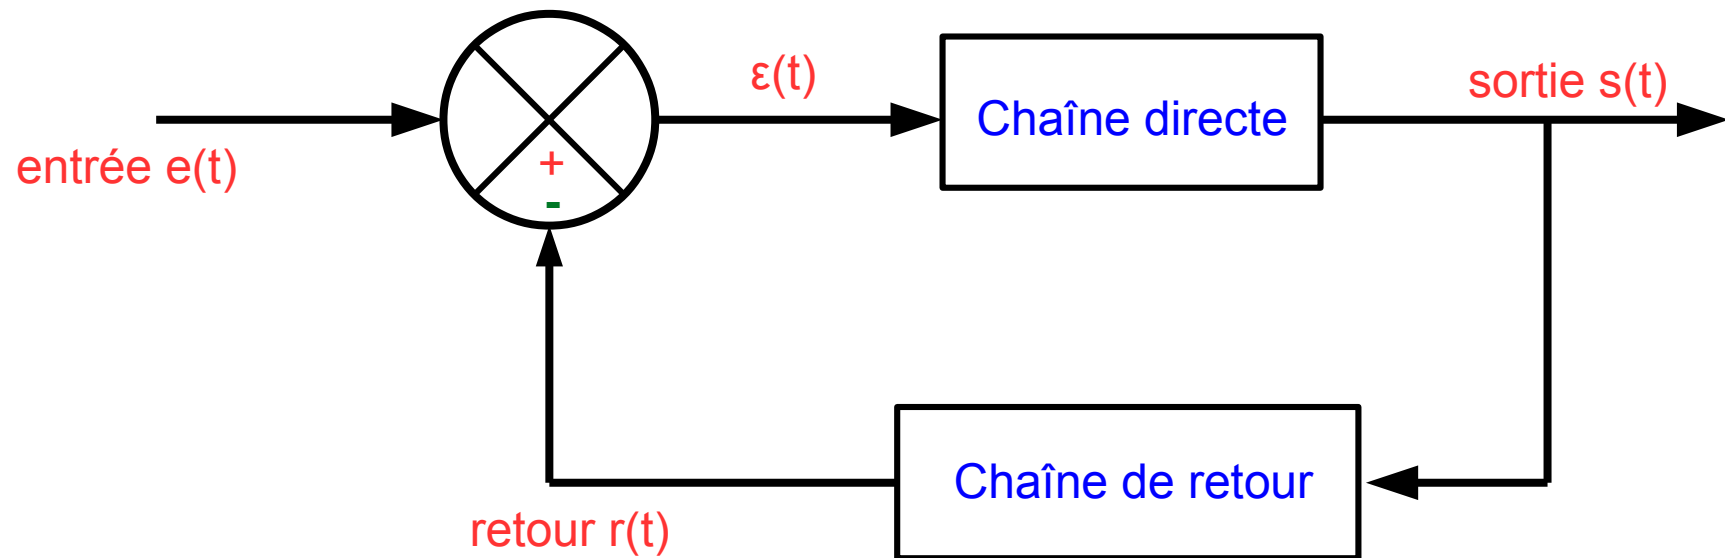 ε(t)
sortie s(t)
Chaîne directe
entrée e(t)
+
-
Chaîne de retour
retour r(t)